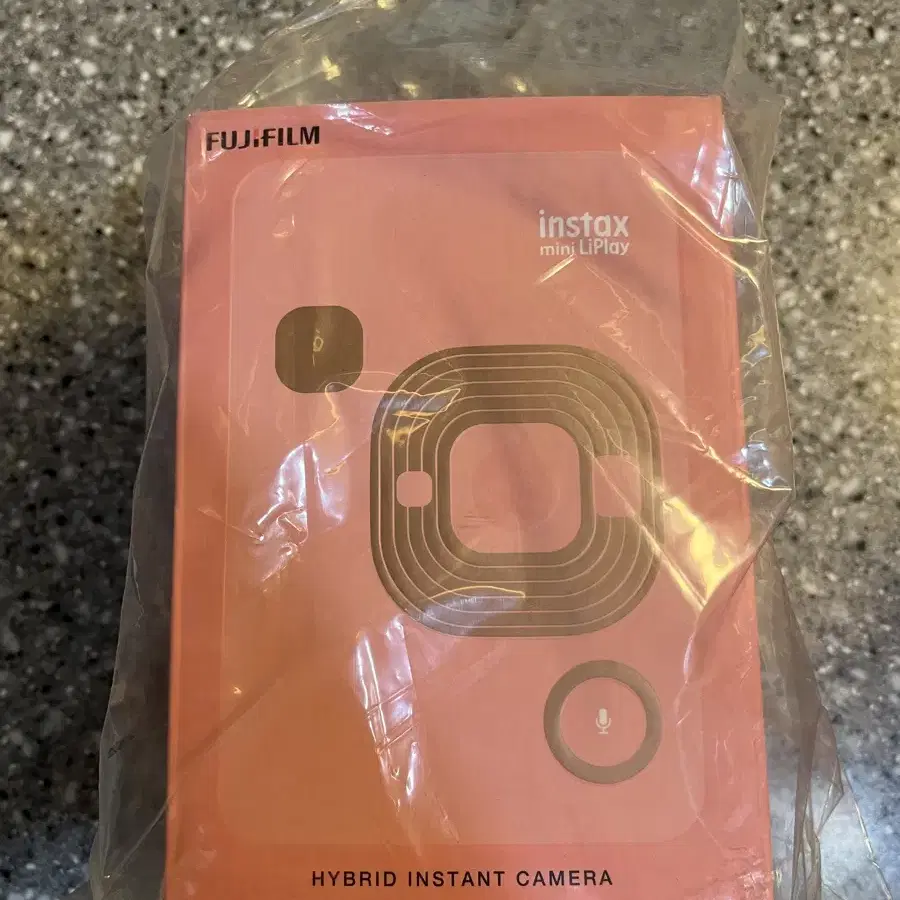 FUJIFILM
instax
mini LiPlay
HYBRID INSTANT CAMERA